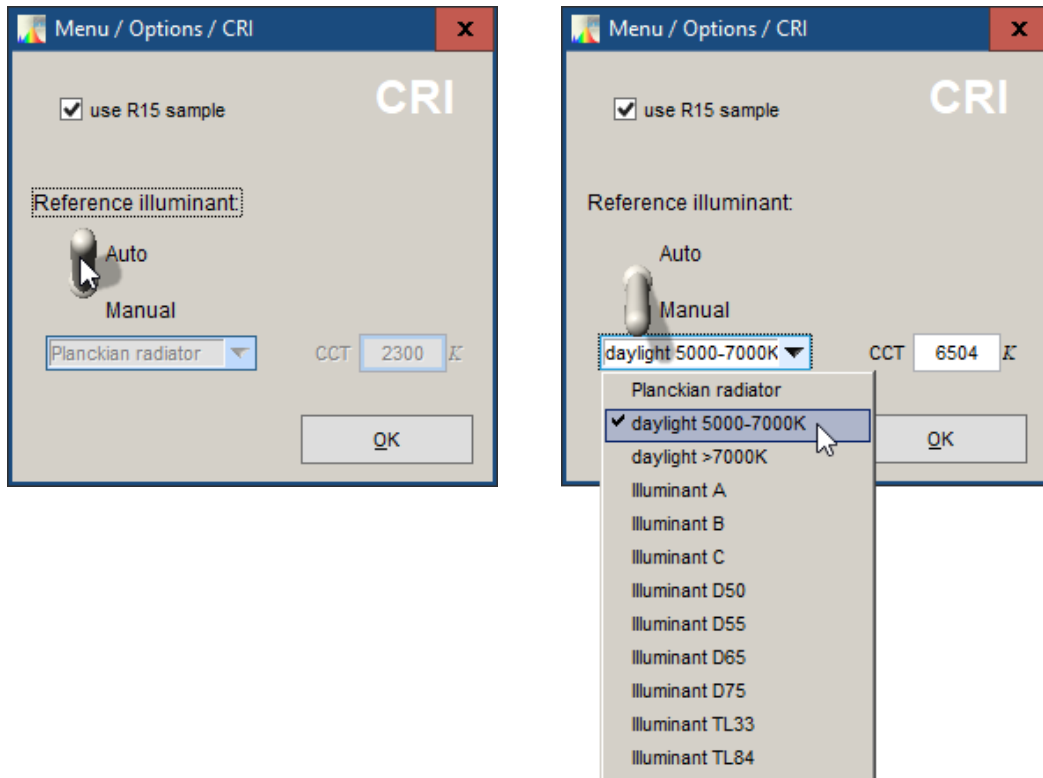 Menu / Options / CRI
x
use R15 sample
CRI
Reference illuminant:
Auto
Manual
Planckian radiator
CCT 2300 K
OK
Menu / Options / CRI
x
use R15 sample
CRI
Reference illuminant:
Auto
Manual
daylight 5000-7000K
CCT 6504 K
Planckian radiator
daylight 5000-7000K
OK
daylight >7000K
Illuminant A
Illuminant B
Illuminant C
Illuminant D50
Illuminant D55
Illuminant D65
Illuminant D75
Illuminant TL33
Illuminant TL84